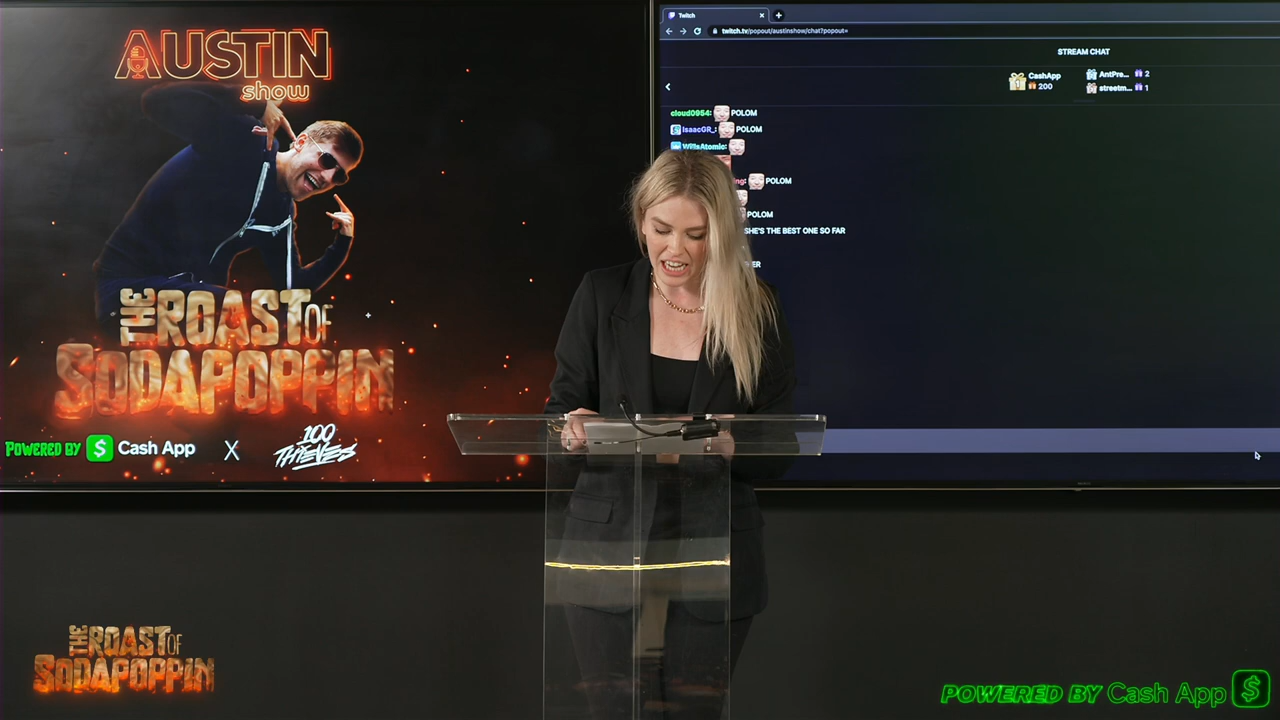 AUSTIN
show
THE ROAST OF
SODAPOPPIN
POWERED BY $ Cash App X 100 THIEVES
Twitch
twitch.tv/popout/austinshow/chat?popout=
STREAM CHAT
CashApp
200
AntPre... 2
streetm... 1
cloud0954: POLOM
IsaacGR_: POLOM
WillsAtomic:
ng: POLOM
POLOM
SHE'S THE BEST ONE SO FAR
ER
THE ROAST OF
SODAPOPPIN
POWERED BY Cash App $